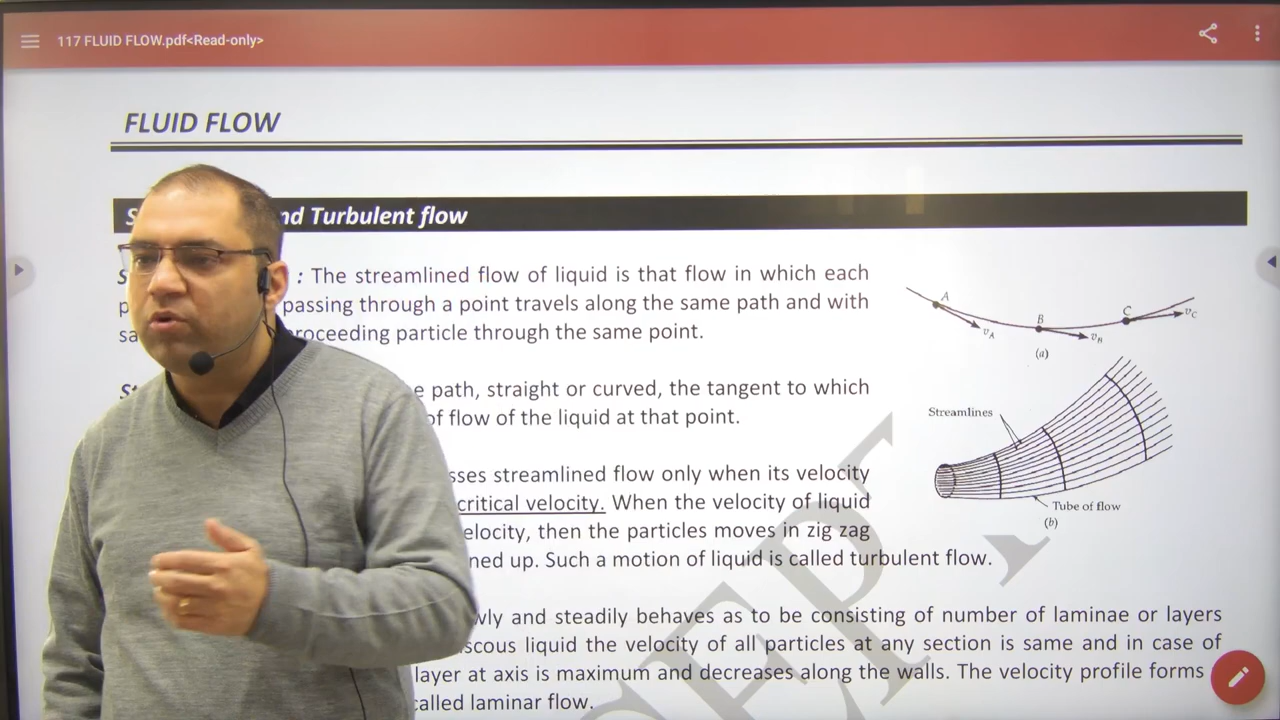 117 FLUID FLOW.pdf<Read-only>
FLUID FLOW
nd Turbulent flow
: The streamlined flow of liquid is that flow in which each
passing through a point travels along the same path and with
sa roceeding particle through the same point.
A
B
C
vA
vB
vC
(a)
e path, straight or curved, the tangent to which
of flow of the liquid at that point.
Streamlines
sses streamlined flow only when its velocity
critical velocity. When the velocity of liquid
elocity, then the particles moves in zig zag
Tube of flow
(b)
ned up. Such a motion of liquid is called turbulent flow.
wly and steadily behaves as to be consisting of number of laminae or layers
scous liquid the velocity of all particles at any section is same and in case of
layer at axis is maximum and decreases along the walls. The velocity profile forms
called laminar flow.